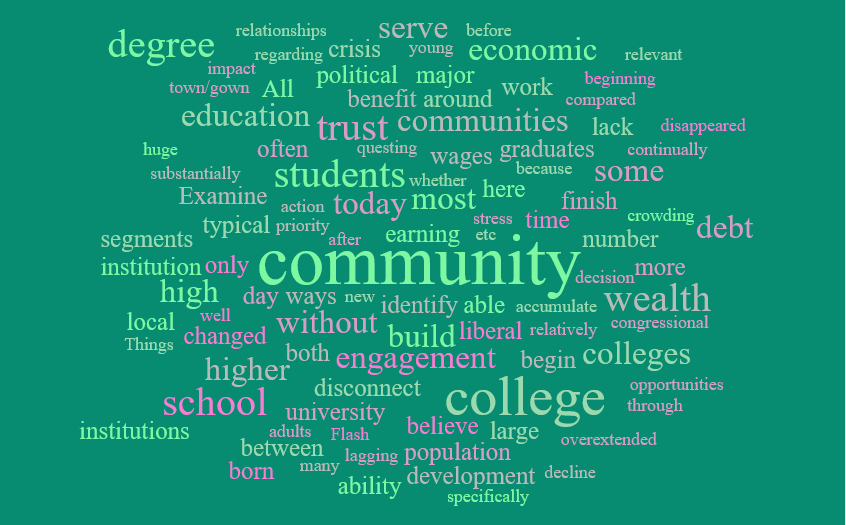 relationships serve before
degree regarding crisis young economic relevant
impact political major beginning
town/gown All benefit around work compared
education trust communities lack disappeared
huge often questing wages graduates continually
substantially students whether because some
Examine action today most here finish
typical priority stress time crowding debt
segments after earning etc number
institution only community decision more
high day ways new identify able accumulate wealth
local well without liberal relatively congressional
Things changed build
both engagement begin colleges
higher disconnect college opportunities
school university through
institutions adults Flash believe large overextended
between lagging population
born many development decline
ability specifically